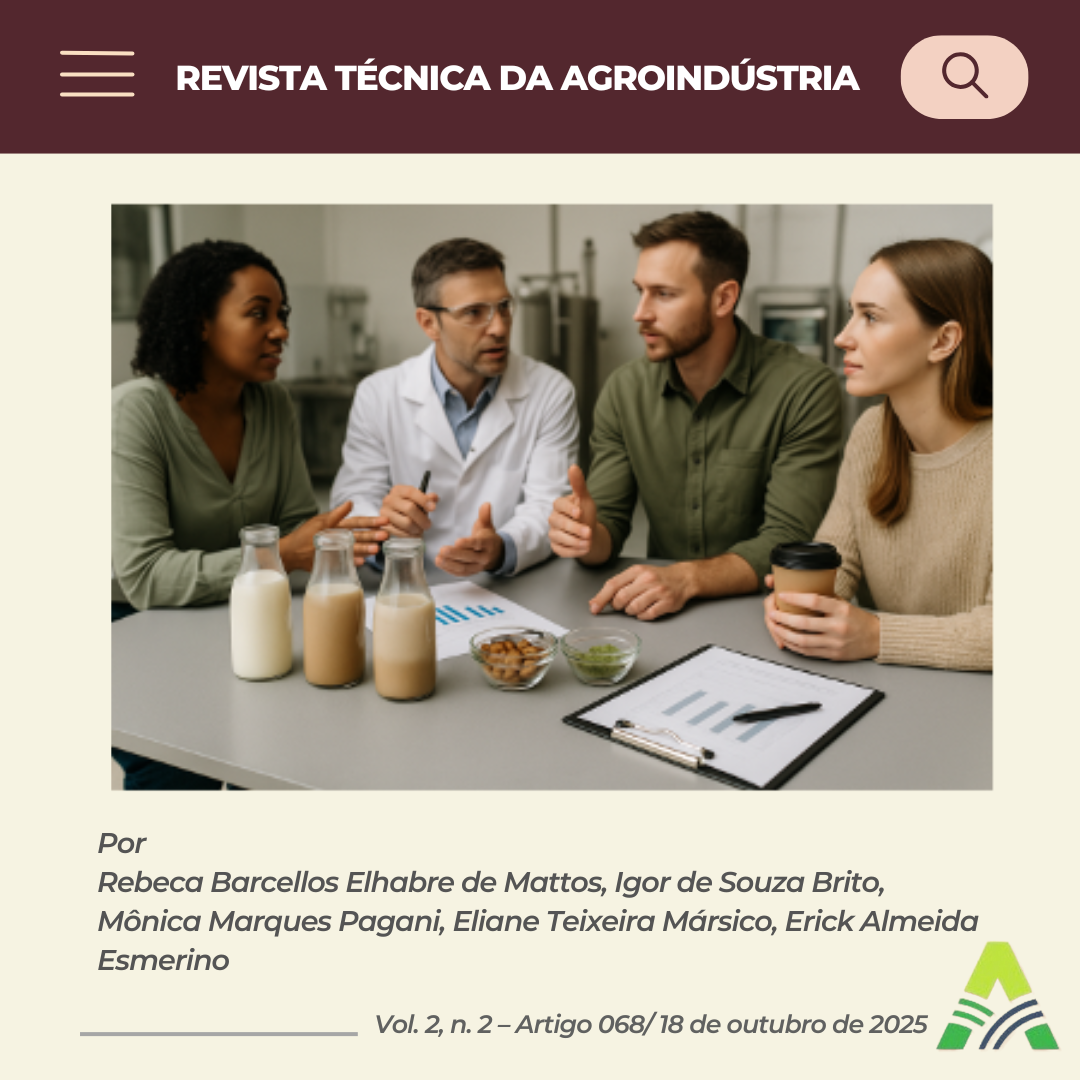 REVISTA TÉCNICA DA AGROINDÚSTRIA
Por
Rebeca Barcellos Elhabre de Mattos, Igor de Souza Brito,
Mônica Marques Pagani, Eliane Teixeira Mársico, Erick Almeida
Esmerino
Vol. 2, n. 2 – Artigo 068/ 18 de outubro de 2025